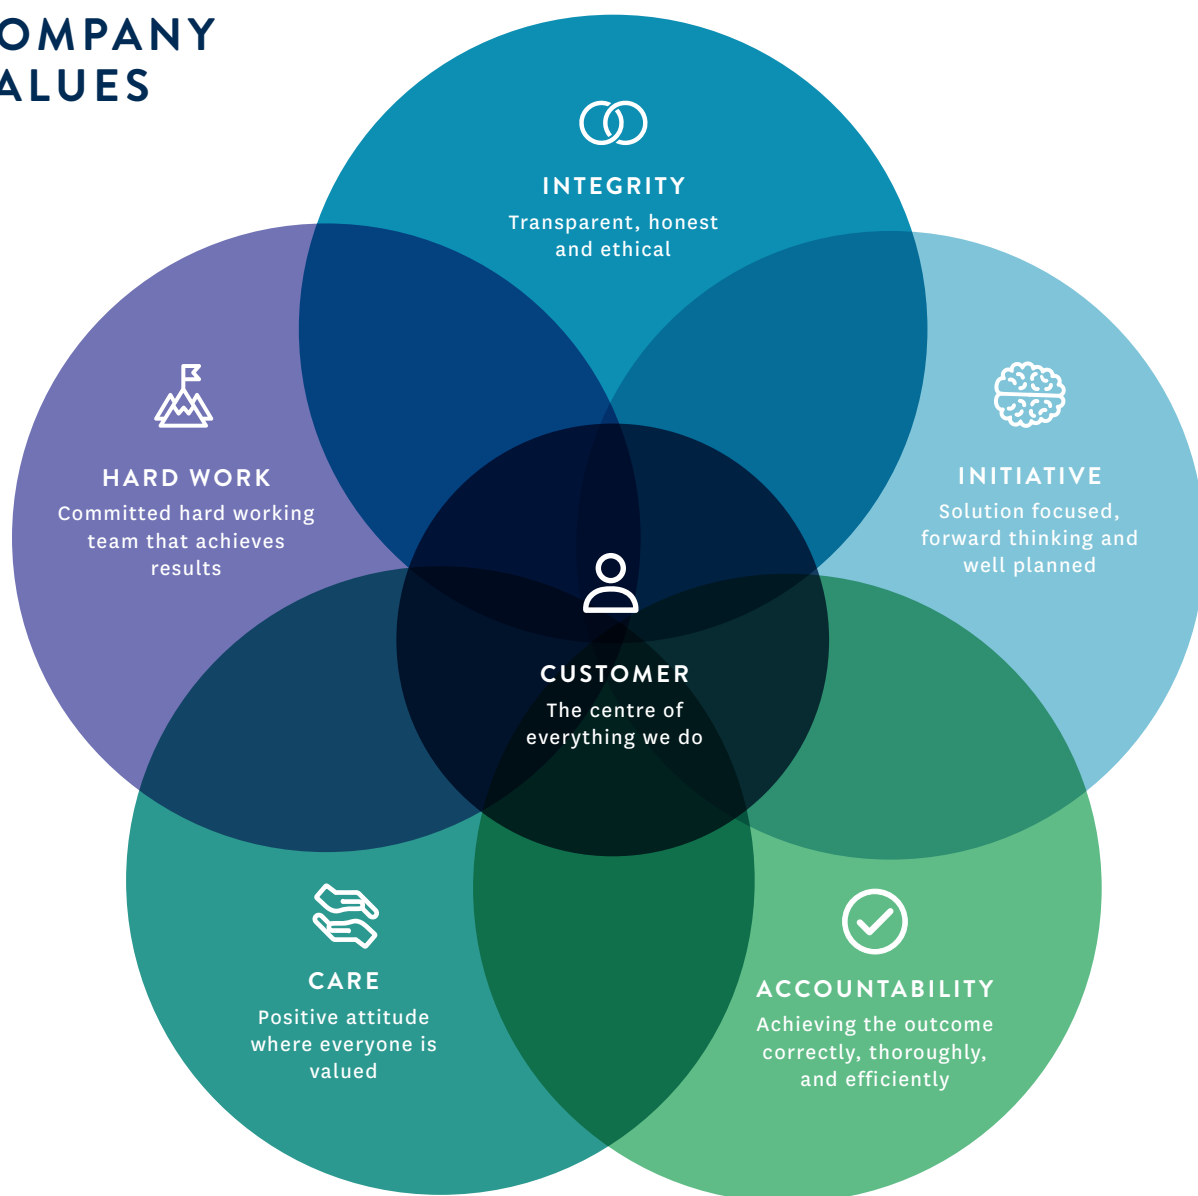 OMPANY
ALUES
INTEGRITY
Transparent, honest
and ethical
HARD WORK
Committed hard working
team that achieves
results
INITIATIVE
Solution focused,
forward thinking and
well planned
CUSTOMER
The centre of
everything we do
CARE
Positive attitude
where everyone is
valued
ACCOUNTABILITY
Achieving the outcome
correctly, thoroughly,
and efficiently